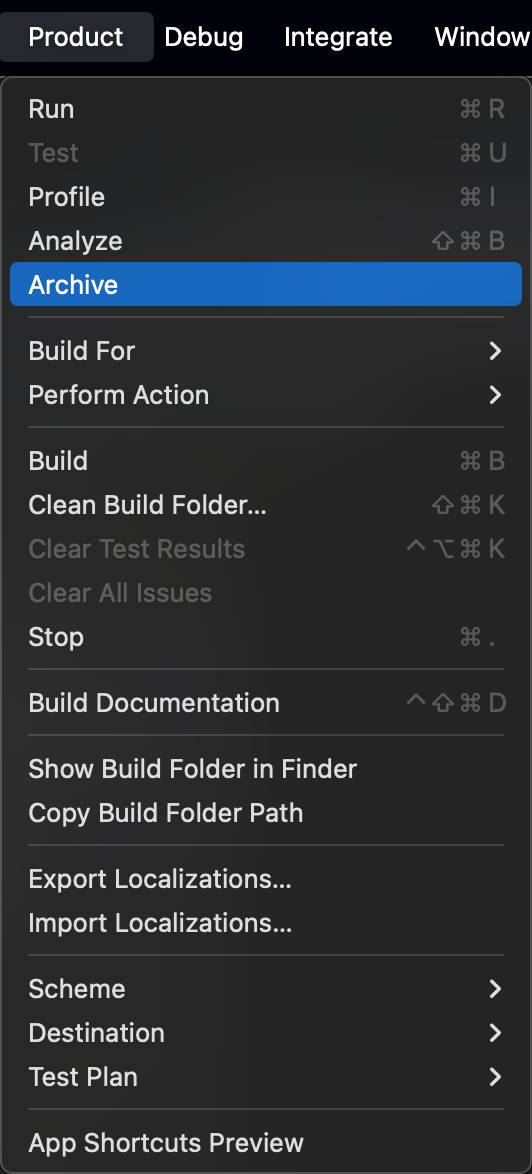 Product Debug Integrate Window
Run ⌘ R
Test ⌘ U
Profile ⌘ I
Analyze ⇧ ⌘ B
Archive
Build For
Perform Action
Build ⌘ B
Clean Build Folder... ⇧ ⌘ K
Clear Test Results ^ ⌥ ⌘ K
Clear All Issues
Stop ⌘ .
Build Documentation ^ ⇧ ⌘ D
Show Build Folder in Finder
Copy Build Folder Path
Export Localizations...
Import Localizations...
Scheme
Destination
Test Plan
App Shortcuts Preview